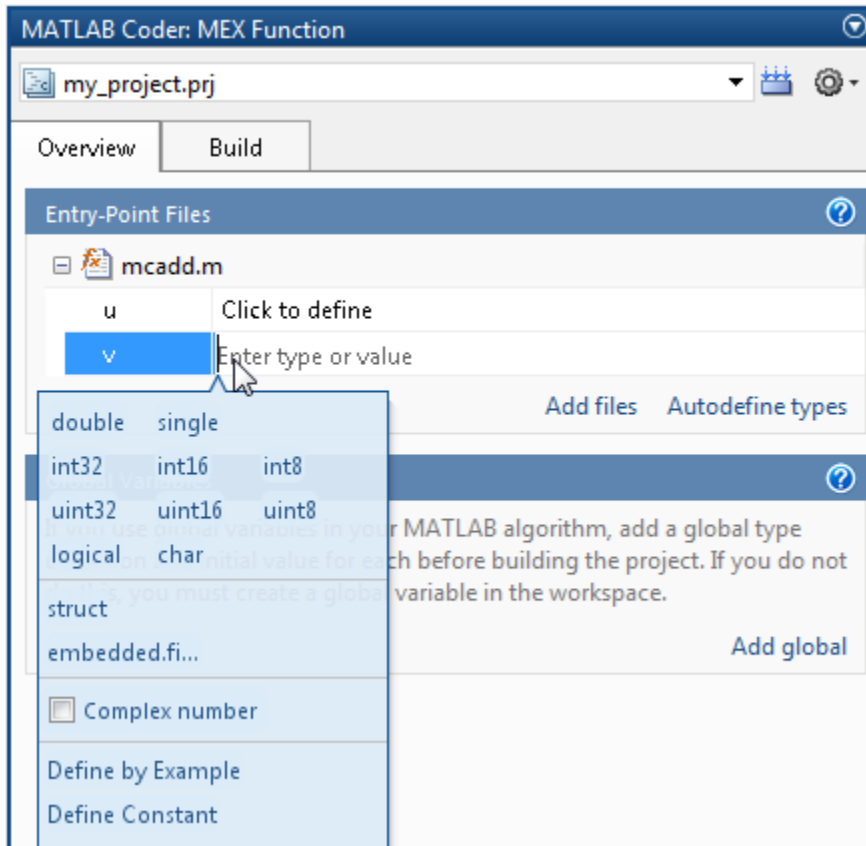 MATLAB Coder: MEX Function
my_project.prj
Overview Build
Entry-Point Files
mcadd.m
u Click to define
v Enter type or value
Add files Autodefine types
double single
int32 int16 int8
uint32 uint16 uint8
logical char
struct
embedded.fi...
Complex number
Define by Example
Define Constant
Global Variables
If you use global variables in your MATLAB algorithm, add a global type
and initial value for each before building the project. If you do not
this, you must create a global variable in the workspace.
Add global